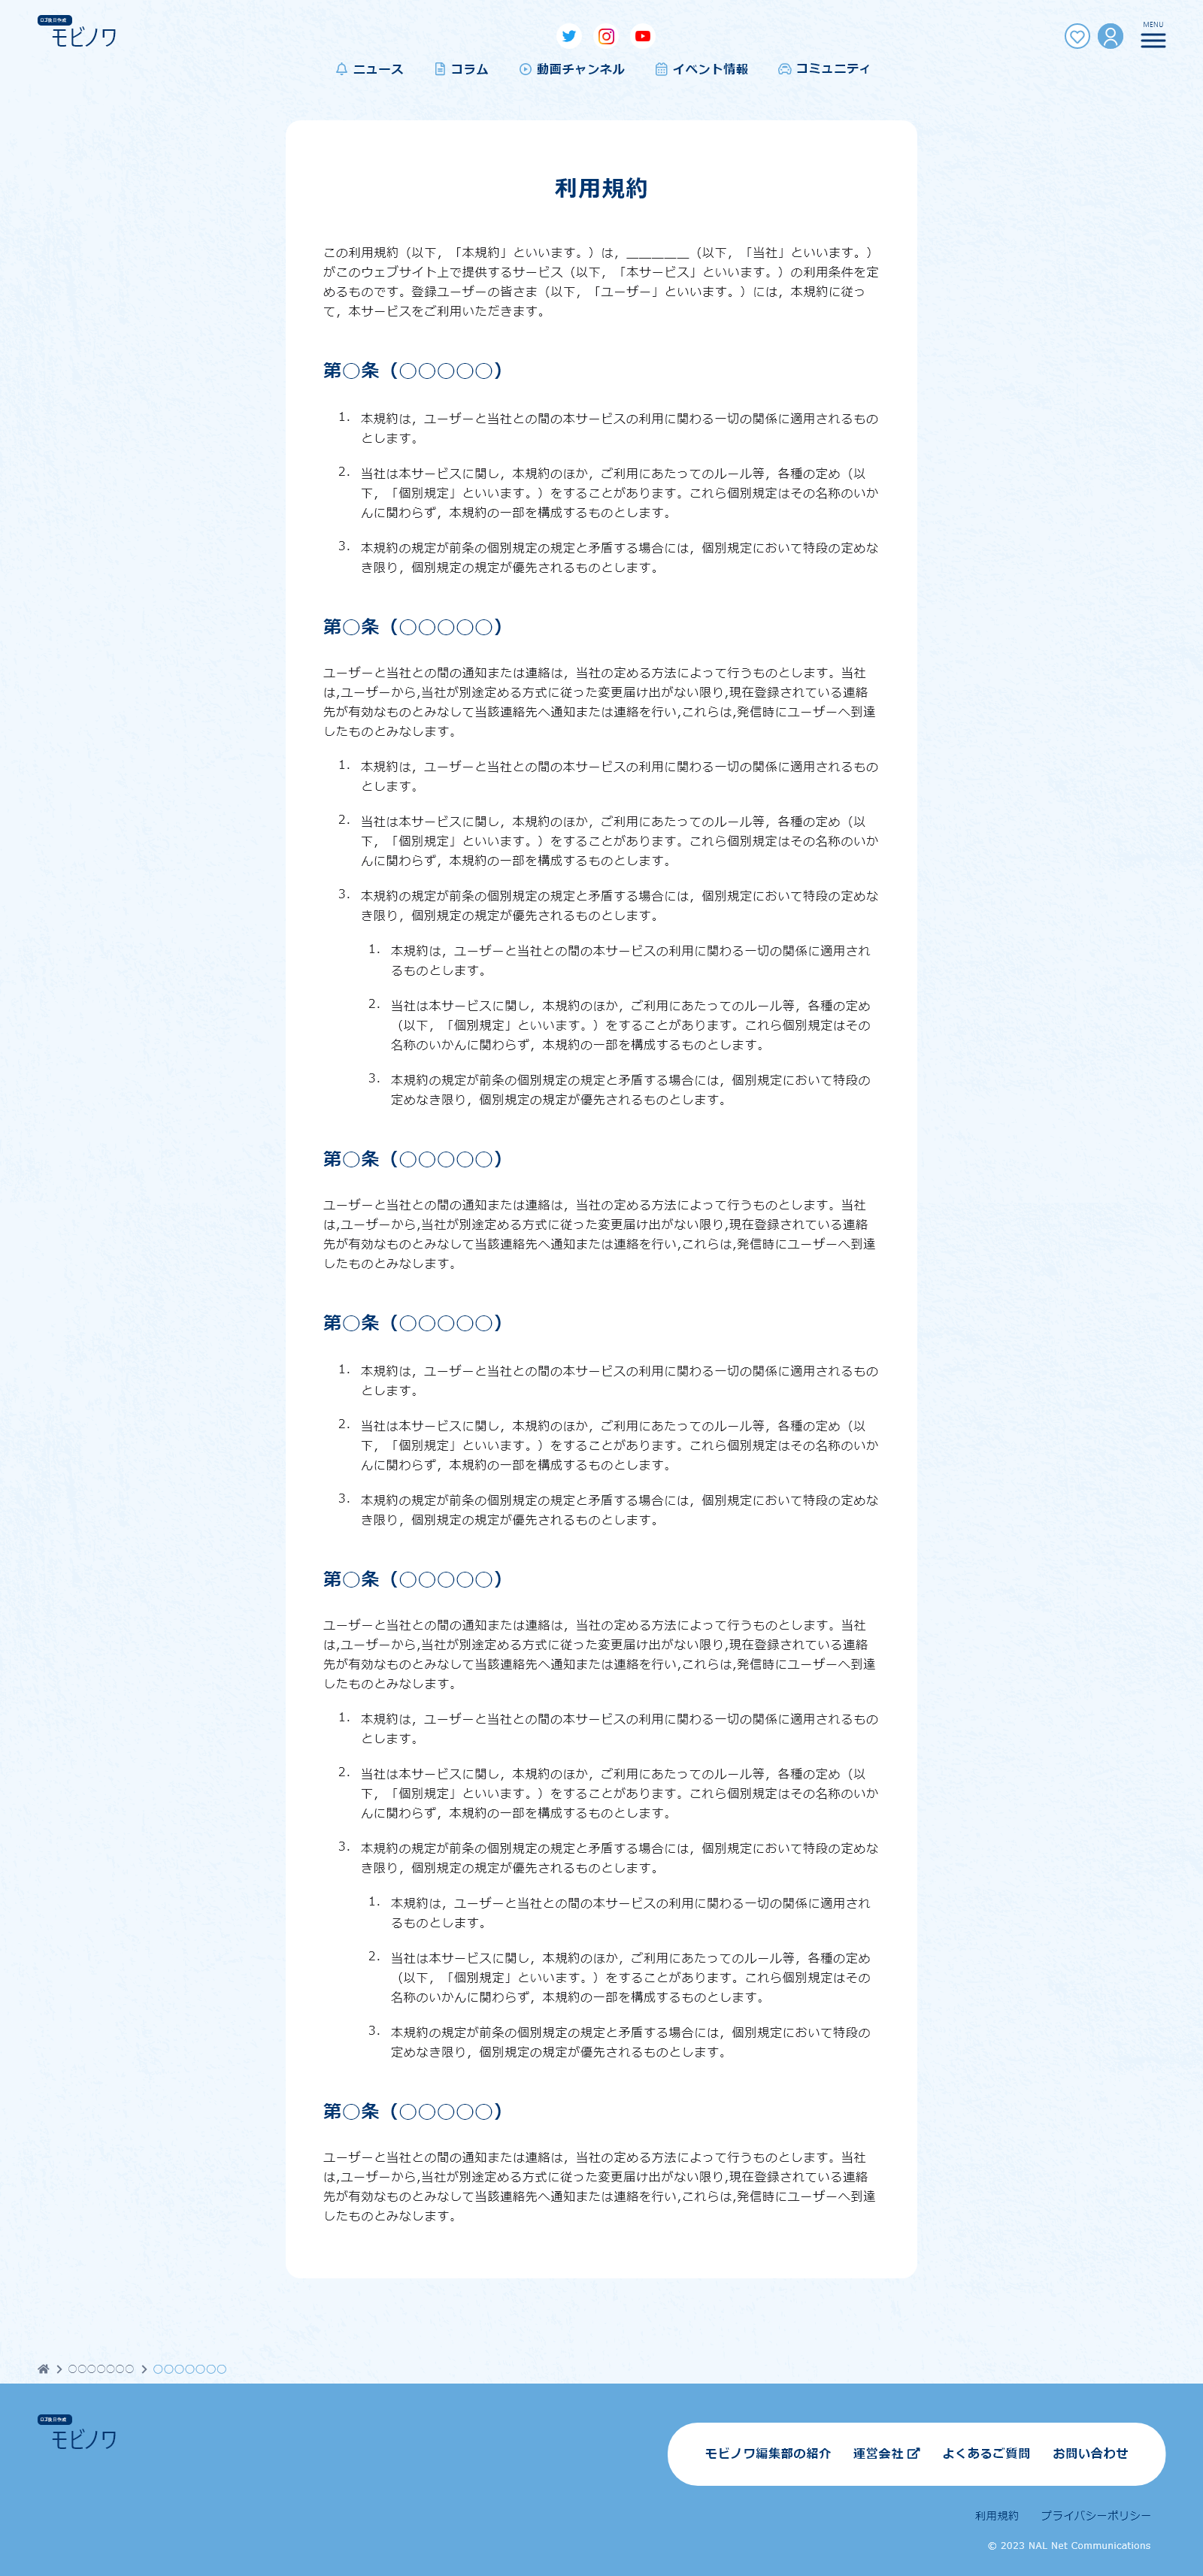 ロゴ後日作成
モビノワ
MENU
ニュース
コラム
動画チャンネル
イベント情報
コミュニティ
利用規約
この利用規約（以下，「本規約」といいます。）は，＿＿＿＿＿（以下，「当社」といいます。）
がこのウェブサイト上で提供するサービス（以下，「本サービス」といいます。）の利用条件を定
めるものです。登録ユーザーの皆さま（以下，「ユーザー」といいます。）には，本規約に従っ
て，本サービスをご利用いただきます。
第〇条（〇〇〇〇〇）
1. 本規約は，ユーザーと当社との間の本サービスの利用に関わる一切の関係に適用されるもの
とします。
2. 当社は本サービスに関し，本規約のほか，ご利用にあたってのルール等，各種の定め（以
下，「個別規定」といいます。）をすることがあります。これら個別規定はその名称のいか
んに関わらず，本規約の一部を構成するものとします。
3. 本規約の規定が前条の個別規定の規定と矛盾する場合には，個別規定において特段の定めな
き限り，個別規定の規定が優先されるものとします。
第〇条（〇〇〇〇〇）
ユーザーと当社との間の通知または連絡は，当社の定める方法によって行うものとします。当社
は,ユーザーから,当社が別途定める方式に従った変更届け出がない限り,現在登録されている連絡
先が有効なものとみなして当該連絡先へ通知または連絡を行い,これらは,発信時にユーザーへ到達
したものとみなします。
1. 本規約は，ユーザーと当社との間の本サービスの利用に関わる一切の関係に適用されるもの
とします。
2. 当社は本サービスに関し，本規約のほか，ご利用にあたってのルール等，各種の定め（以
下，「個別規定」といいます。）をすることがあります。これら個別規定はその名称のいか
んに関わらず，本規約の一部を構成するものとします。
3. 本規約の規定が前条の個別規定の規定と矛盾する場合には，個別規定において特段の定めな
き限り，個別規定の規定が優先されるものとします。
1. 本規約は，ユーザーと当社との間の本サービスの利用に関わる一切の関係に適用され
るものとします。
2. 当社は本サービスに関し，本規約のほか，ご利用にあたってのルール等，各種の定め
（以下，「個別規定」といいます。）をすることがあります。これら個別規定はその
名称のいかんに関わらず，本規約の一部を構成するものとします。
3. 本規約の規定が前条の個別規定の規定と矛盾する場合には，個別規定において特段の
定めなき限り，個別規定の規定が優先されるものとします。
第〇条（〇〇〇〇〇）
ユーザーと当社との間の通知または連絡は，当社の定める方法によって行うものとします。当社
は,ユーザーから,当社が別途定める方式に従った変更届け出がない限り,現在登録されている連絡
先が有効なものとみなして当該連絡先へ通知または連絡を行い,これらは,発信時にユーザーへ到達
したものとみなします。
第〇条（〇〇〇〇〇）
1. 本規約は，ユーザーと当社との間の本サービスの利用に関わる一切の関係に適用されるもの
とします。
2. 当社は本サービスに関し，本規約のほか，ご利用にあたってのルール等，各種の定め（以
下，「個別規定」といいます。）をすることがあります。これら個別規定はその名称のいか
んに関わらず，本規約の一部を構成するものとします。
3. 本規約の規定が前条の個別規定の規定と矛盾する場合には，個別規定において特段の定めな
き限り，個別規定の規定が優先されるものとします。
第〇条（〇〇〇〇〇）
ユーザーと当社との間の通知または連絡は，当社の定める方法によって行うものとします。当社
は,ユーザーから,当社が別途定める方式に従った変更届け出がない限り,現在登録されている連絡
先が有効なものとみなして当該連絡先へ通知または連絡を行い,これらは,発信時にユーザーへ到達
したものとみなします。
1. 本規約は，ユーザーと当社との間の本サービスの利用に関わる一切の関係に適用されるもの
とします。
2. 当社は本サービスに関し，本規約のほか，ご利用にあたってのルール等，各種の定め（以
下，「個別規定」といいます。）をすることがあります。これら個別規定はその名称のいか
んに関わらず，本規約の一部を構成するものとします。
3. 本規約の規定が前条の個別規定の規定と矛盾する場合には，個別規定において特段の定めな
き限り，個別規定の規定が優先されるものとします。
1. 本規約は，ユーザーと当社との間の本サービスの利用に関わる一切の関係に適用され
るものとします。
2. 当社は本サービスに関し，本規約のほか，ご利用にあたってのルール等，各種の定め
（以下，「個別規定」といいます。）をすることがあります。これら個別規定はその
名称のいかんに関わらず，本規約の一部を構成するものとします。
3. 本規約の規定が前条の個別規定の規定と矛盾する場合には，個別規定において特段の
定めなき限り，個別規定の規定が優先されるものとします。
第〇条（〇〇〇〇〇）
ユーザーと当社との間の通知または連絡は，当社の定める方法によって行うものとします。当社
は,ユーザーから,当社が別途定める方式に従った変更届け出がない限り,現在登録されている連絡
先が有効なものとみなして当該連絡先へ通知または連絡を行い,これらは,発信時にユーザーへ到達
したものとみなします。
〇〇〇〇〇〇〇
〇〇〇〇〇〇〇
ロゴ後日作成
モビノワ
モビノワ編集部の紹介
運営会社
よくあるご質問
お問い合わせ
利用規約
プライバシーポリシー
© 2023 NAL Net Communications